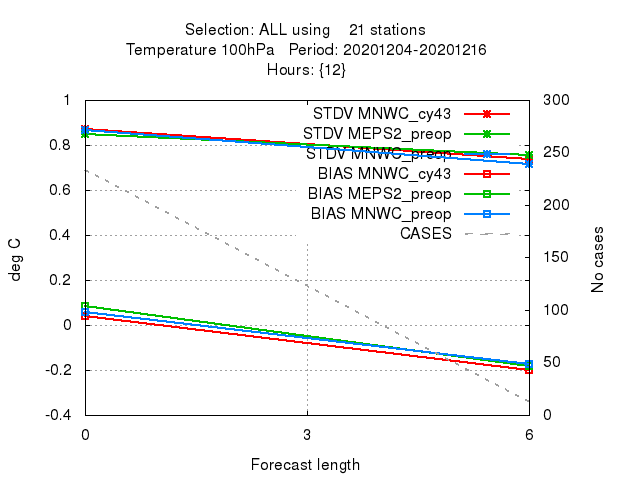 Selection: ALL using 21 stations
Temperature 100hPa Period: 20201204-20201216
Hours: {12}
1
0.8
0.6
0.4
0.2
0
-0.2
-0.4
deg C
300
250
200
150
100
50
0
No cases
STDV MNWC_cy43
STDV MEPS2_preop
STDV MNWC_preop
BIAS MNWC_cy43
BIAS MEPS2_preop
BIAS MNWC_preop
CASES
0 3 6
Forecast length